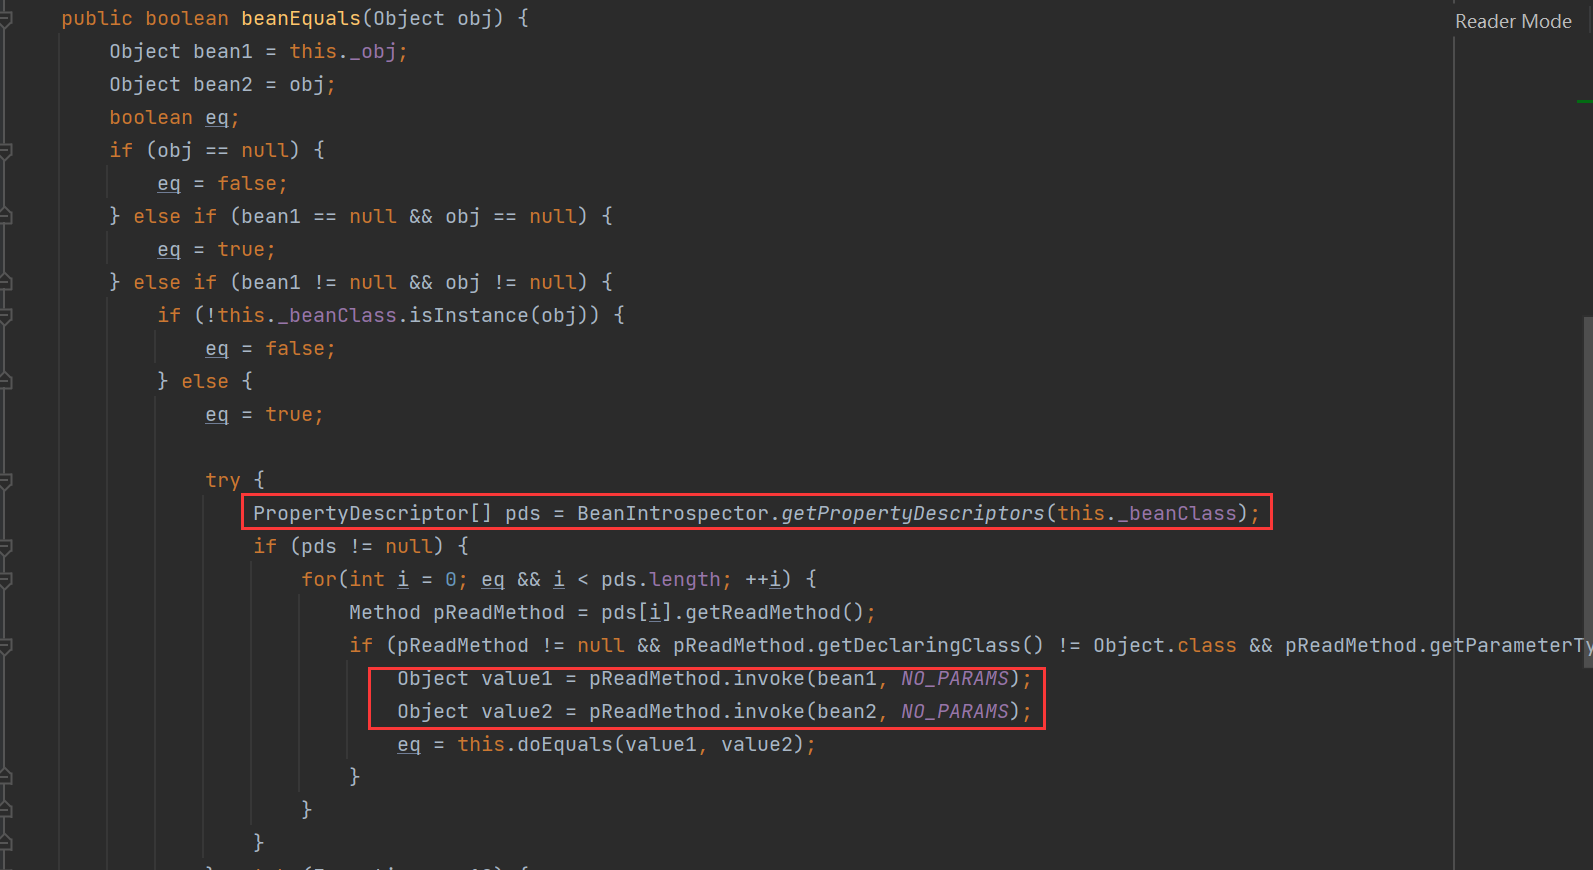 public boolean beanEquals(Object obj) {
Reader Mode
Object bean1 = this._obj;
Object bean2 = obj;
boolean eq;
if (obj == null) {
eq = false;
} else if (bean1 == null && obj == null) {
eq = true;
} else if (bean1 != null && obj != null) {
if (!this._beanClass.isInstance(obj)) {
eq = false;
} else {
eq = true;
try {
PropertyDescriptor[] pds = BeanIntrospector.getPropertyDescriptors(this._beanClass);
if (pds != null) {
for(int i = 0; eq && i < pds.length; ++i) {
Method pReadMethod = pds[i].getReadMethod();
if (pReadMethod != null && pReadMethod.getDeclaringClass() != Object.class && pReadMethod.getParameterTy
Object value1 = pReadMethod.invoke(bean1, NO_PARAMS);
Object value2 = pReadMethod.invoke(bean2, NO_PARAMS);
eq = this.doEquals(value1, value2);
}
}
}